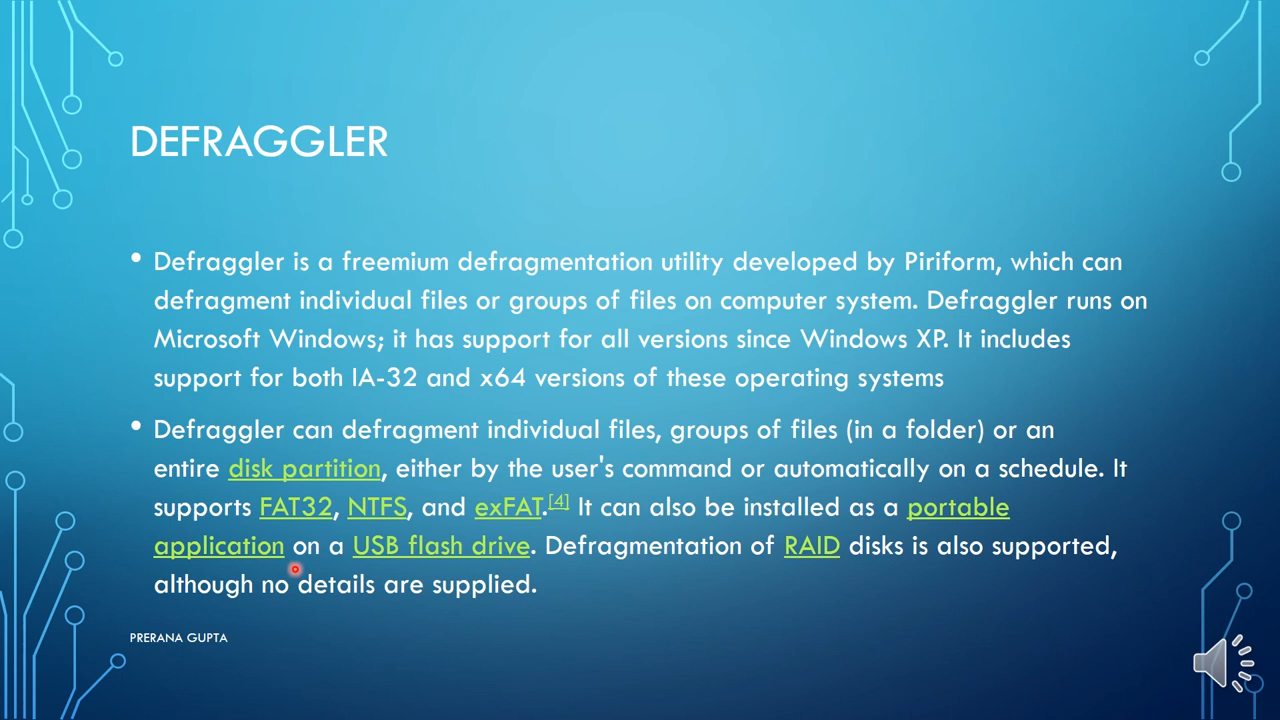 DEFRAGGLER
• Defraggler is a freemium defragmentation utility developed by Piriform, which can
defragment individual files or groups of files on computer system. Defraggler runs on
Microsoft Windows; it has support for all versions since Windows XP. It includes
support for both IA-32 and x64 versions of these operating systems
• Defraggler can defragment individual files, groups of files (in a folder) or an
entire disk partition, either by the user's command or automatically on a schedule. It
supports FAT32, NTFS, and exFAT.[4] It can also be installed as a portable
application on a USB flash drive. Defragmentation of RAID disks is also supported,
although no details are supplied.
PRERANA GUPTA